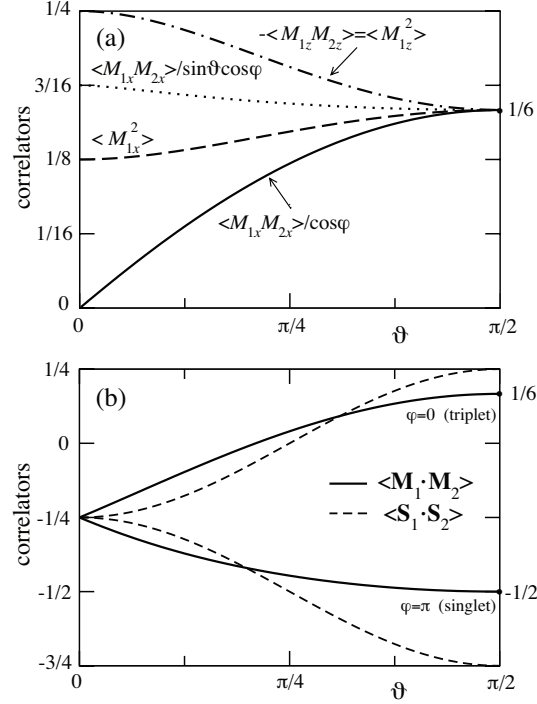 1/4
(a)
-<M1zM2z>=<M1z²>
3/16
<M1xM2x>/sinϑcosφ
1/6
<M1x²>
1/8
correlators
1/16
<M1xM2x>/cosφ
0
0
π/4
ϑ
π/2
1/4
(b)
1/6
φ=0 (triplet)
0
correlators
<M1·M2>
<S1·S2>
-1/4
-1/2
-1/2
φ=π (singlet)
-3/4
0
π/4
ϑ
π/2